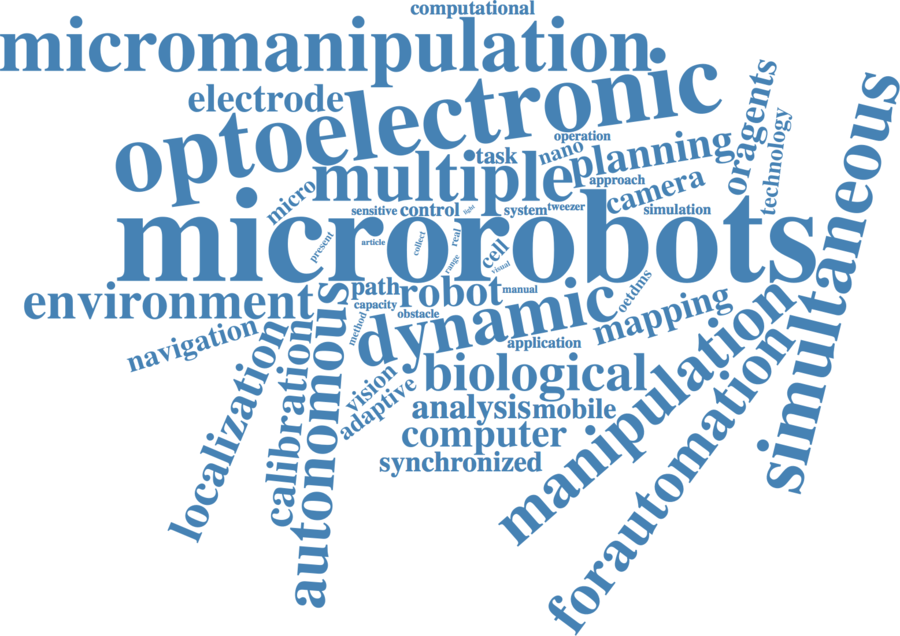 computational
micromanipulation
electrode
optoelectronic
operation
oragents
technology
simultaneous
task
nano
planning
multiple
approach
camera
micro
sensitive
control
light
system
tweezer
simulation
microrobots
present
article
collect
real
range
cell
visual
environment
path
robot
manual
capacity
obstacle
oetdms
method
dynamic
mapping
navigation
application
localization
calibration
autonomous
vision
adaptive
biological
analysis
mobile
computer
synchronized
manipulation
forautomation